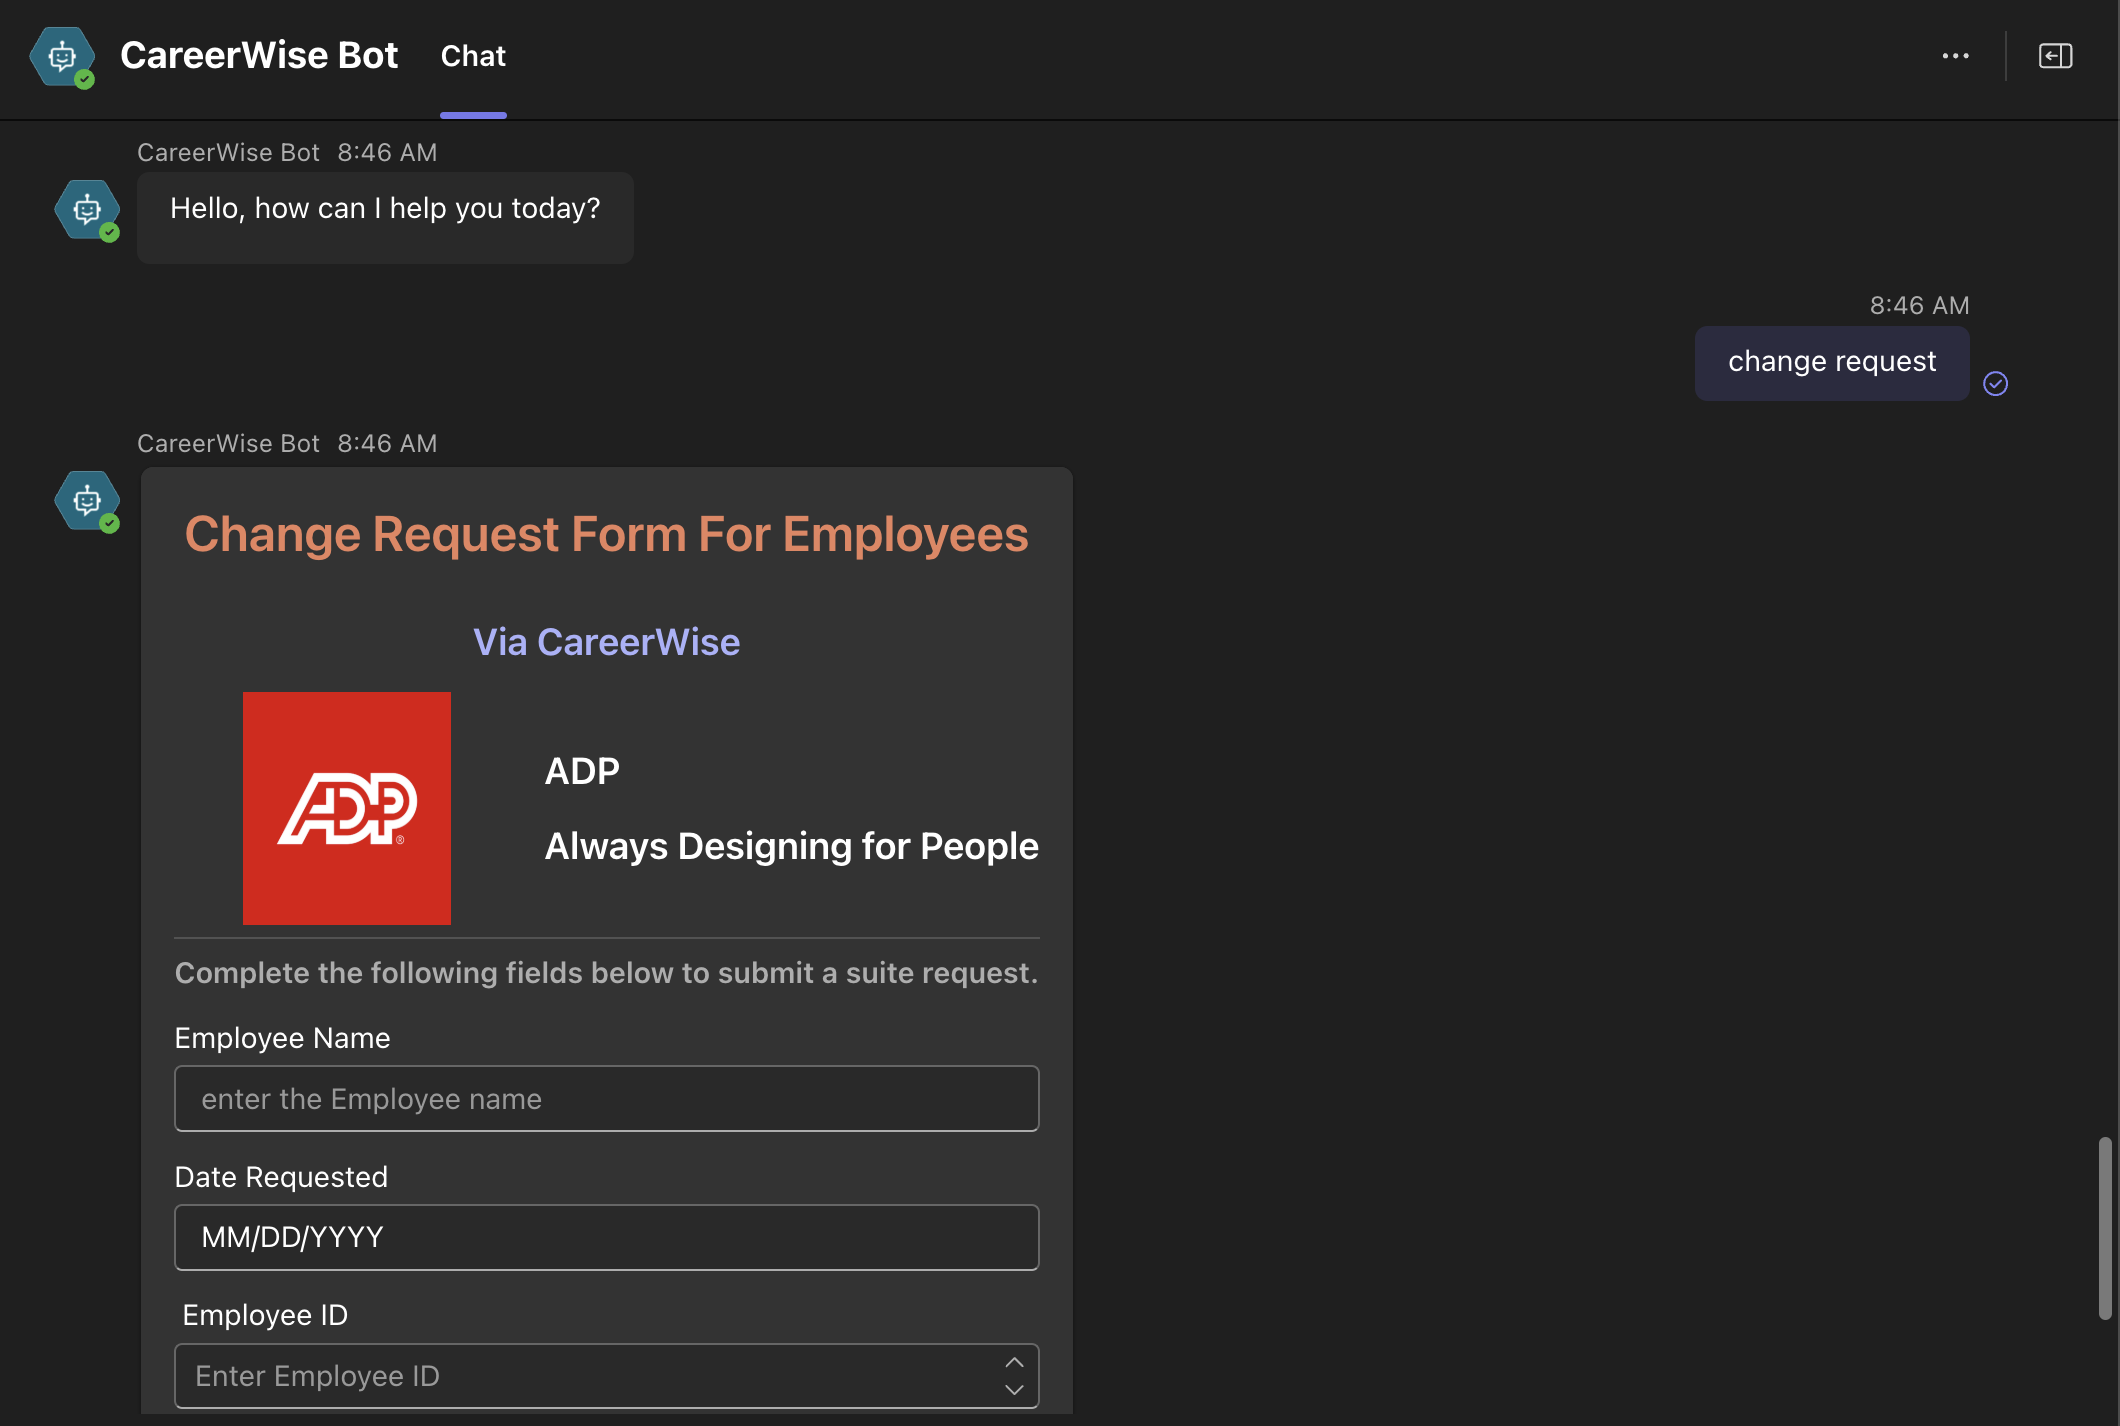 CareerWise Bot Chat
CareerWise Bot 8:46 AM
Hello, how can I help you today?
8:46 AM
change request
CareerWise Bot 8:46 AM
Change Request Form For Employees
Via CareerWise
ADP®
ADP
Always Designing for People
Complete the following fields below to submit a suite request.
Employee Name
enter the Employee name
Date Requested
MM/DD/YYYY
Employee ID
Enter Employee ID